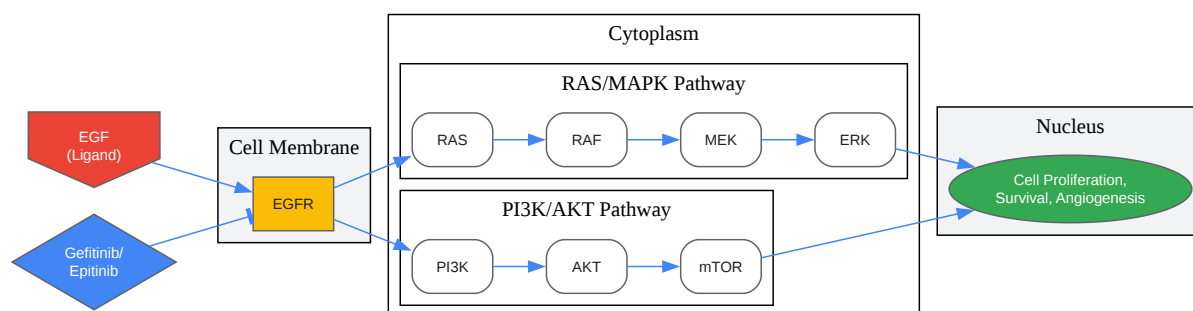 Cytoplasm
RAS/MAPK Pathway
EGF
(Ligand)
RAS
RAF
MEK
ERK
Cell Membrane
Nucleus
EGFR
Cell Proliferation,
Survival, Angiogenesis
PI3K/AKT Pathway
Gefitinib/
Epitinib
PI3K
AKT
mTOR